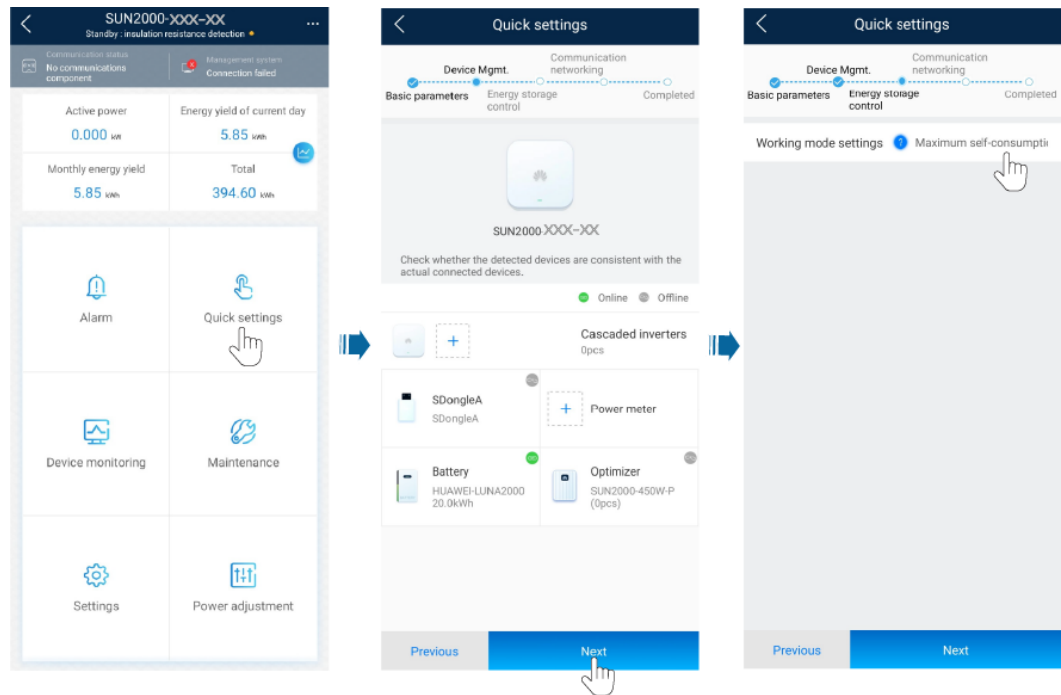 SUN2000-XXX-XX
Standby : insulation resistance detection
Communication status
No communications
component
Management system
Connection failed
Active power
0.000 kW
Energy yield of current day
5.85 kWh
Monthly energy yield
5.85 kWh
Total
394.60 kWh
Alarm
Quick settings
Device monitoring
Maintenance
Settings
Power adjustment
Quick settings
Device Mgmt.
Communication
networking
Basic parameters
Energy storage
control
Completed
SUN2000-XXX-XX
Check whether the detected devices are consistent with the
actual connected devices.
Online
Offline
Cascaded inverters
0pcs
SDongleA
SDongleA
Power meter
Battery
HUAWEI-LUNA2000
20.0kWh
Optimizer
SUN2000-450W-P
(0pcs)
Previous
Next
Quick settings
Device Mgmt.
Communication
networking
Basic parameters
Energy storage
control
Completed
Working mode settings ? Maximum self-consumptio
Previous
Next